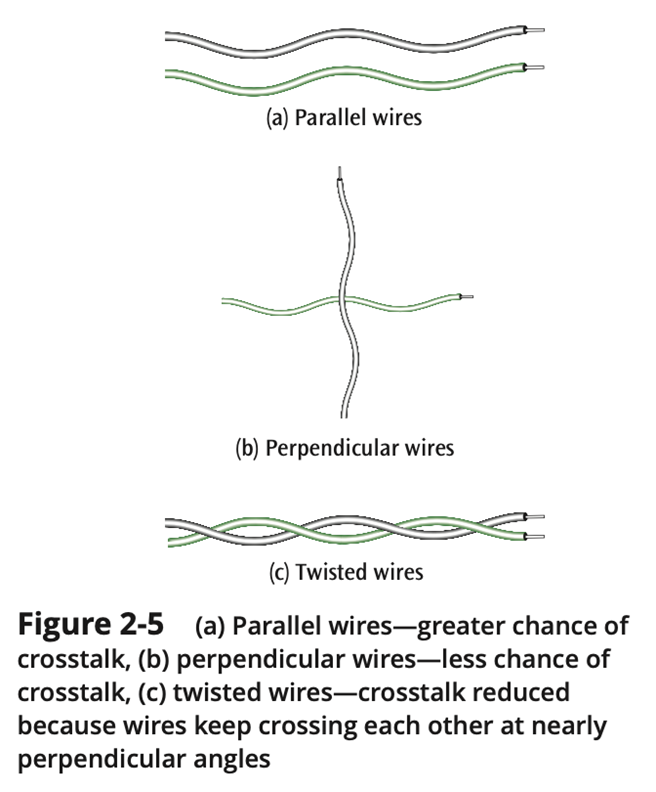 (a) Parallel wires
(b) Perpendicular wires
(c) Twisted wires
Figure 2-5 (a) Parallel wires—greater chance of
crosstalk, (b) perpendicular wires—less chance of
crosstalk, (c) twisted wires—crosstalk reduced
because wires keep crossing each other at nearly
perpendicular angles